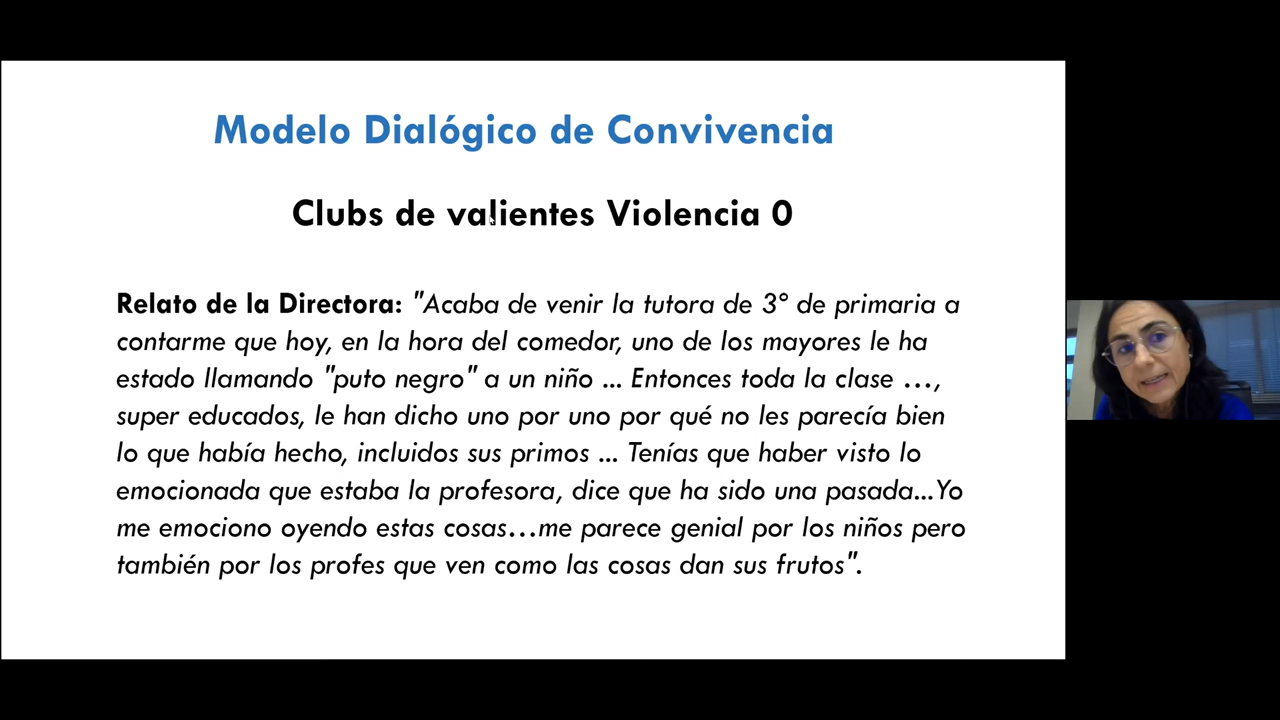 Modelo Dialógico de Convivencia
Clubs de valientes Violencia 0
Relato de la Directora: "Acaba de venir la tutora de 3º de primaria a
contarme que hoy, en la hora del comedor, uno de los mayores le ha
estado llamando "puto negro" a un niño ... Entonces toda la clase ...,
super educados, le han dicho uno por uno por qué no les parecía bien
lo que había hecho, incluidos sus primos ... Tenías que haber visto lo
emocionada que estaba la profesora, dice que ha sido una pasada...Yo
me emociono oyendo estas cosas...me parece genial por los niños pero
también por los profes que ven como las cosas dan sus frutos".